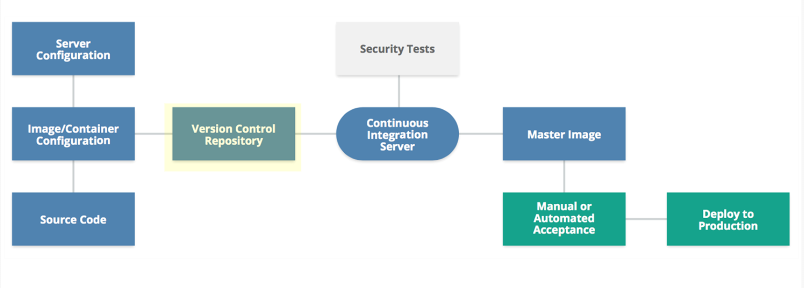 Server
Configuration
Security Tests
Image/Container
Configuration
Version Control
Repository
Continuous
Integration
Server
Master Image
Source Code
Manual or
Automated
Acceptance
Deploy to
Production